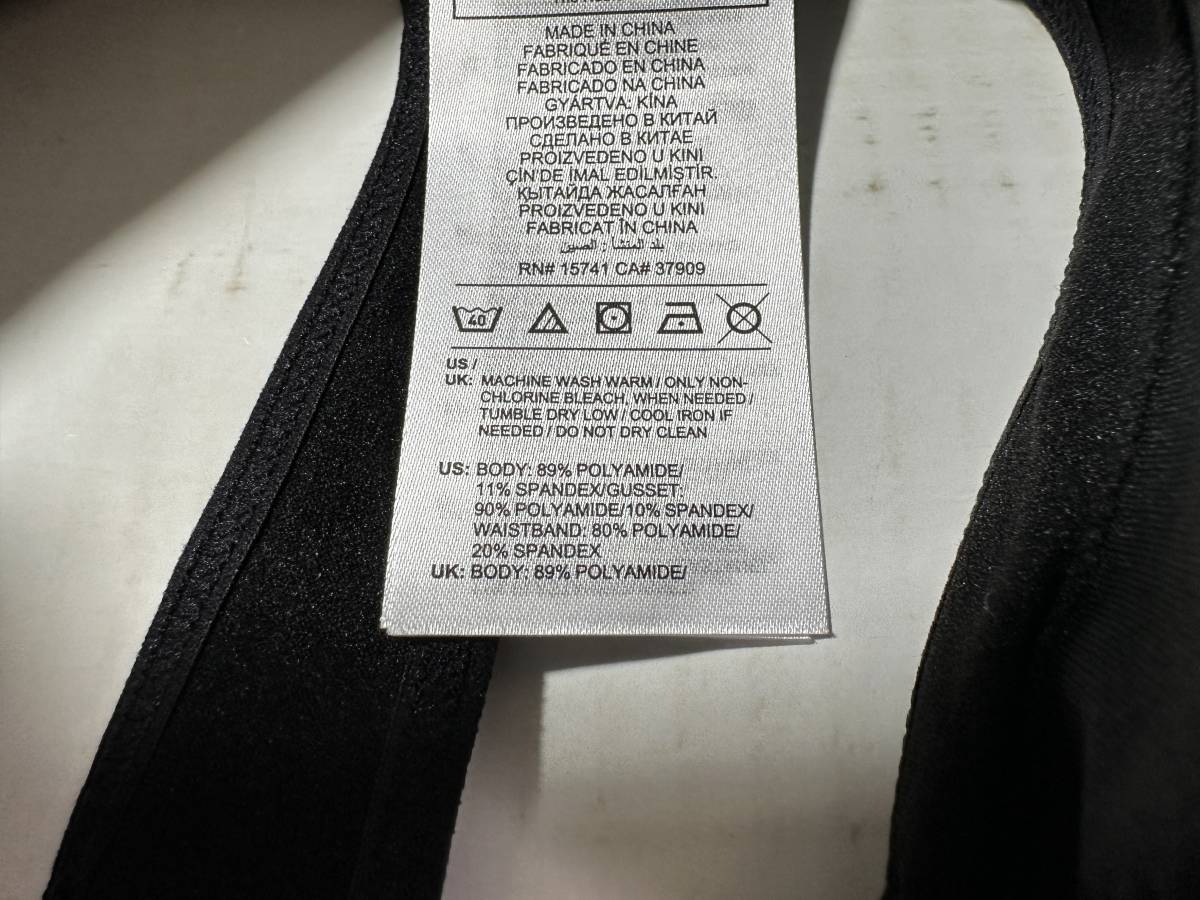 MADE IN CHINA
FABRIQUE EN CHINE
FABRICADO EN CHINA
FABRICADO NA CHINA
GYÁRTVA: KÍNA
ПРОИЗВЕДЕНО В КИТАЙ
СДЕЛАНО В КИТАЕ
PROIZVEDENO U KINI
ÇİN'DE İMAL EDİLMİŞTİR.
ҚЫТАЙДА ЖАСАЛҒАН
PROIZVEDENO U KINI
FABRICAT ÎN CHINA
بلد المنشأ : الصين
RN# 15741 CA# 37909
40
US /
UK: MACHINE WASH WARM / ONLY NON-
CHLORINE BLEACH, WHEN NEEDED /
TUMBLE DRY LOW / COOL IRON IF
NEEDED / DO NOT DRY CLEAN
US: BODY: 89% POLYAMIDE/
11% SPANDEX/GUSSET:
90% POLYAMIDE/10% SPANDEX/
WAISTBAND: 80% POLYAMIDE/
20% SPANDEX
UK: BODY: 89% POLYAMIDE/